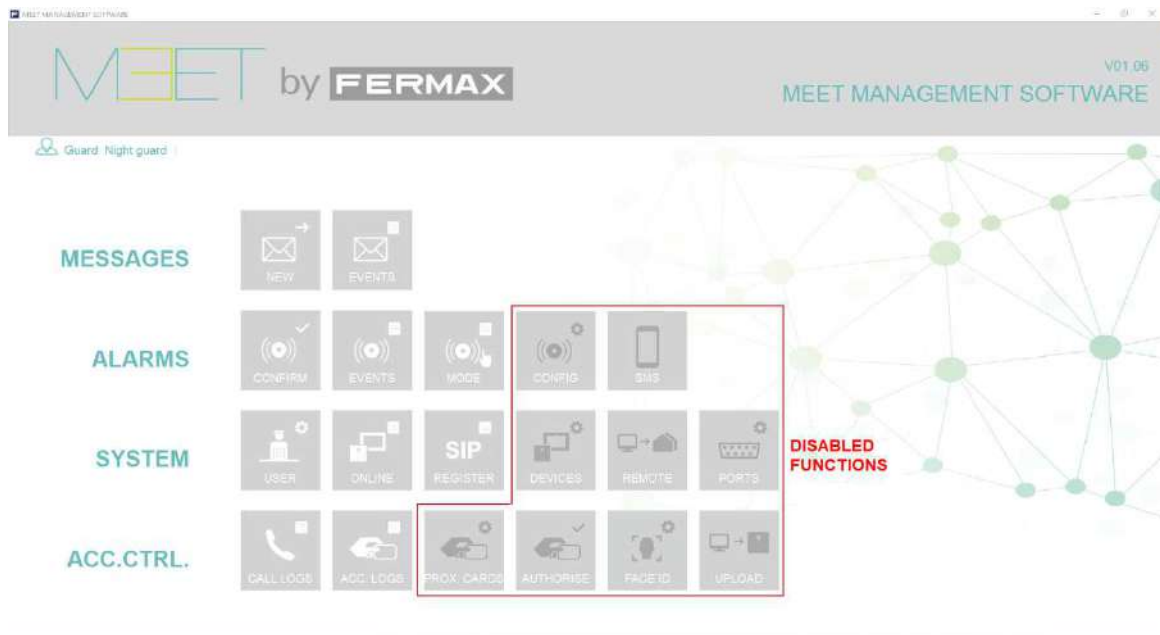 MEET MANAGEMENT SOFTWARE
MEET by FERMAX
V01.06
MEET MANAGEMENT SOFTWARE
Guard Night guard
MESSAGES
NEW
EVENTS
ALARMS
CONFIRM
EVENTS
MODE
CONFIG
SMS
SYSTEM
USER
ONLINE
SIP
REGISTER
DEVICES
REMOTE
PORTS
DISABLED
FUNCTIONS
ACC.CTRL.
CALL LOGS
ACC. LOGS
PROX. CARDS
AUTHORISE
FACE ID
UPLOAD